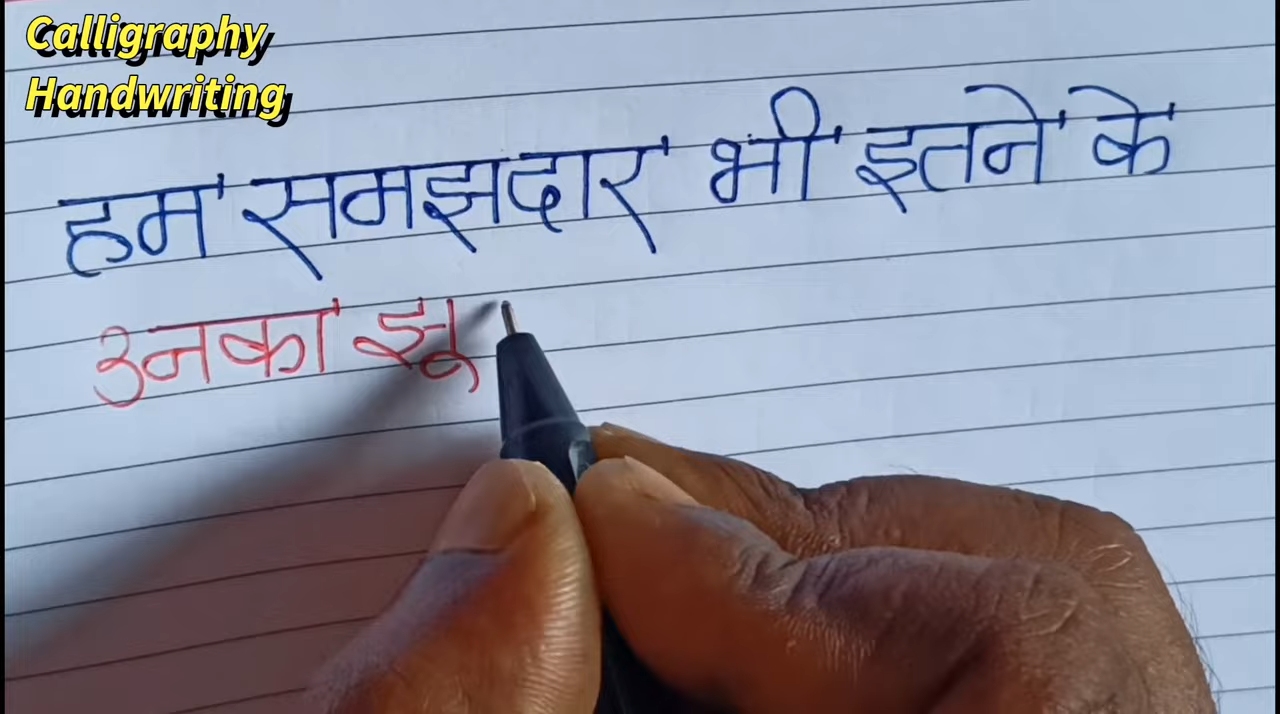 Calligraphy
Handwriting
हम समझदार भी इतने के
उनका झू